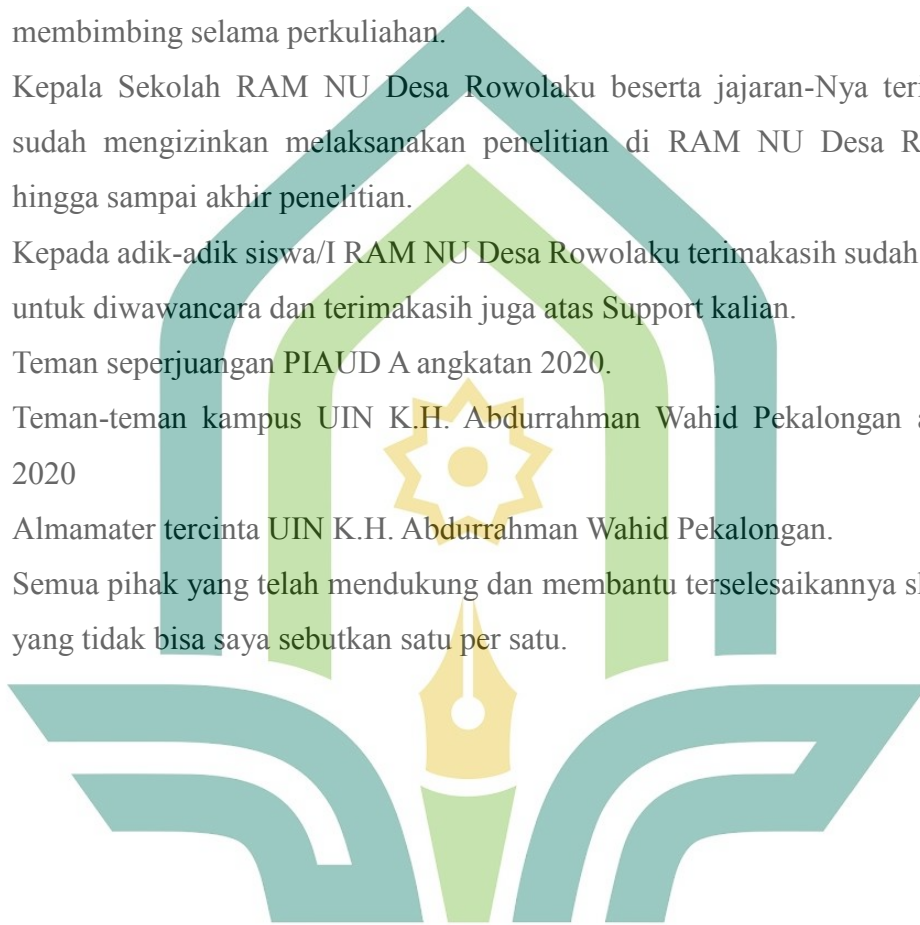 membimbing selama perkuliahan.
Kepala Sekolah RAM NU Desa Rowolaku beserta jajaran-Nya
sudah mengizinkan melaksanakan penelitian di RAM NU Desa
hingga sampai akhir penelitian.
Kepada adik-adik siswa/I RAM NU Desa Rowolaku terimakasih sudah
untuk diwawancara dan terimakasih juga atas Support kalian.
Teman seperjuangan PIAUD A angkatan 2020.
Teman-teman kampus UIN K.H. Abdurrahman Wahid Pekalongan
2020
Almamater tercinta UIN K.H. Abdurrahman Wahid Pekalongan.
Semua pihak yang telah mendukung dan membantu terselesaikannya
yang tidak bisa saya sebutkan satu per satu.